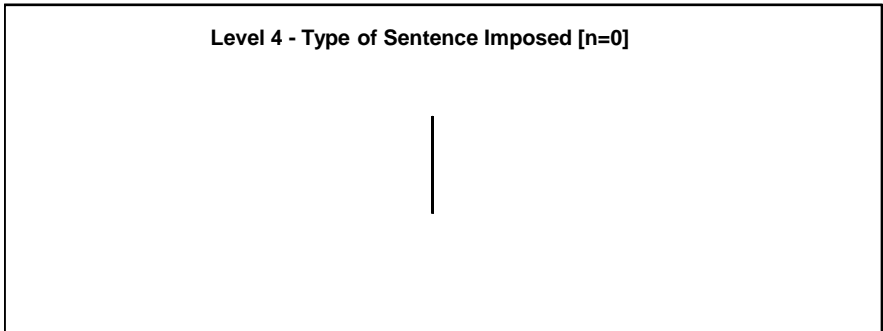 Level 4 - Type of Sentence Imposed [n=0]